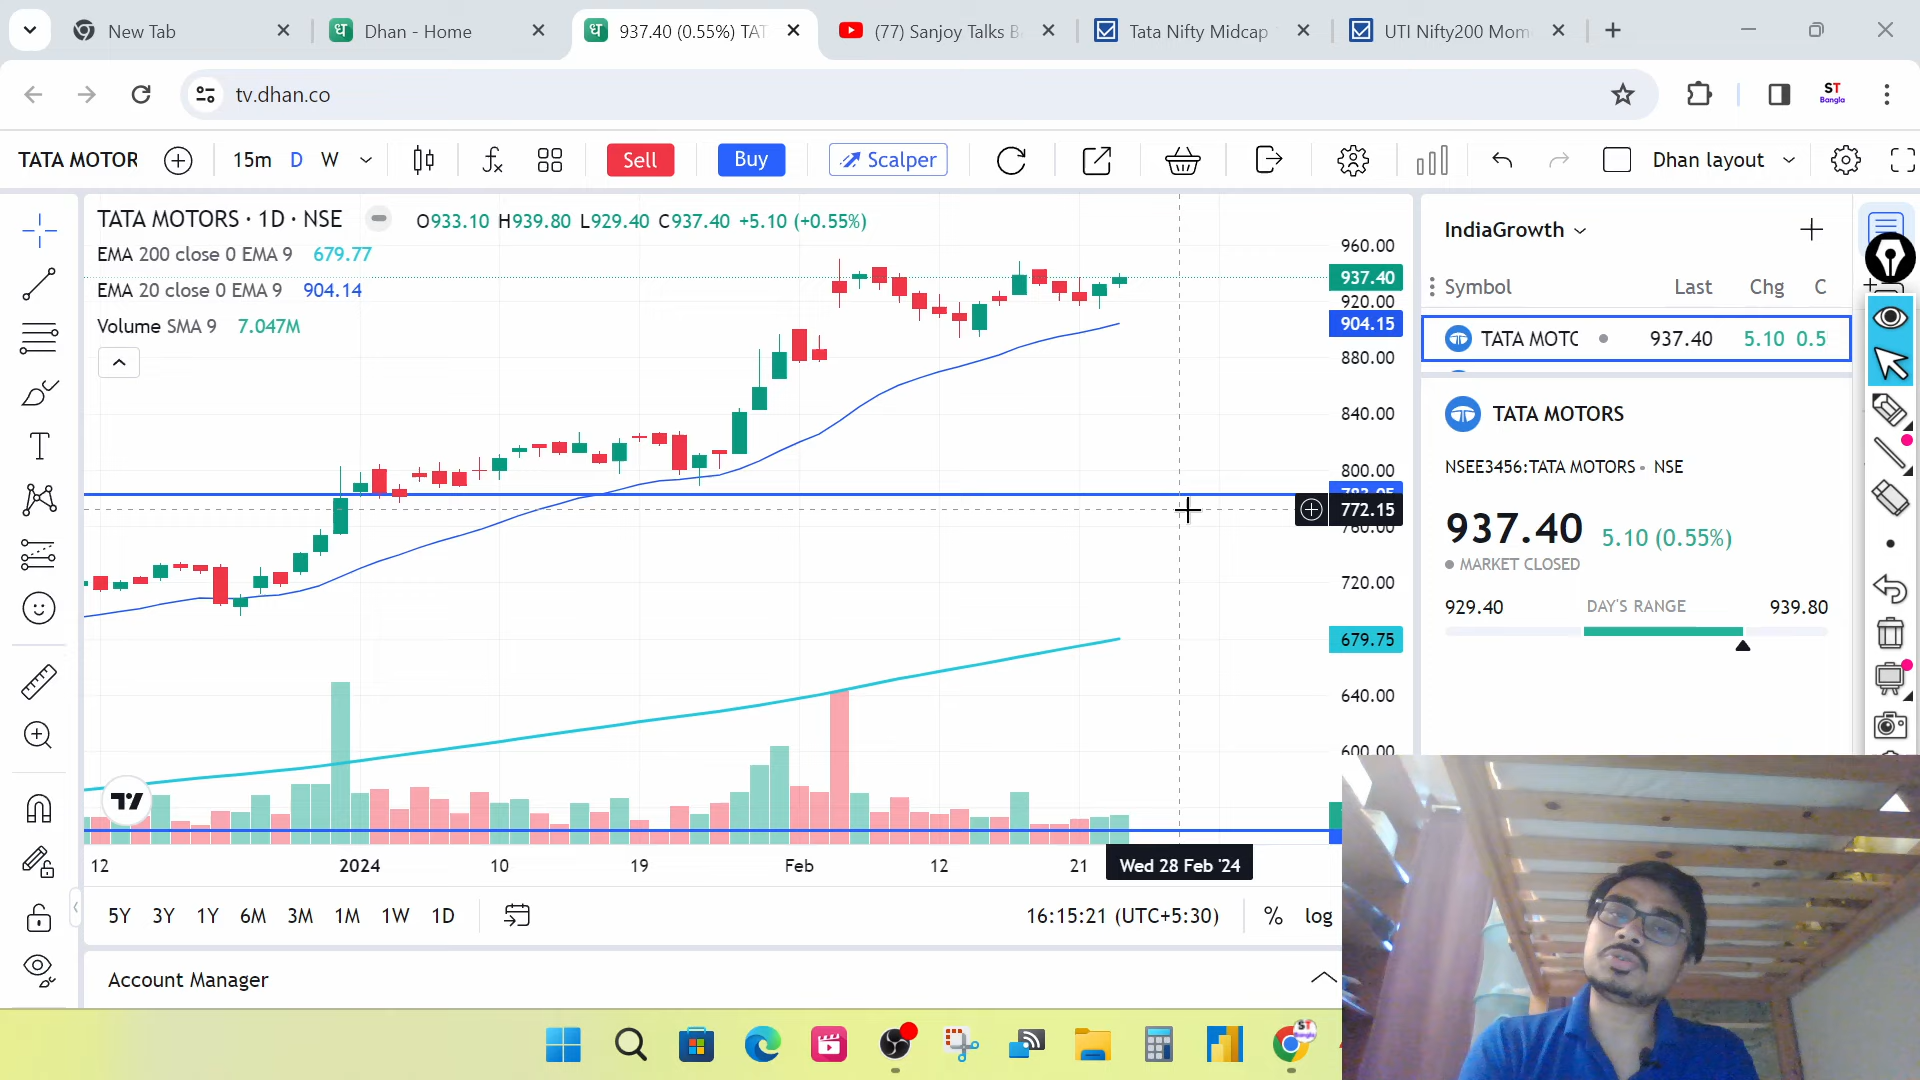 New Tab
ध Dhan - Home
ध 937.40 (0.55%) TAT
(77) Sanjoy Talks B
Tata Nifty Midcap
UTI Nifty200 Mom
tv.dhan.co
ST
Bangla
TATA MOTOR
15m D W
Sell
Buy
Scalper
Dhan layout
TATA MOTORS · 1D · NSE
O933.10 H939.80 L929.40 C937.40 +5.10 (+0.55%)
EMA 200 close 0 EMA 9 679.77
EMA 20 close 0 EMA 9 904.14
Volume SMA 9 7.047M
960.00
937.40
920.00
904.15
880.00
840.00
800.00
772.15
760.00
720.00
679.75
640.00
600.00
12 2024 10 19 Feb 12 21 Wed 28 Feb '24
5Y 3Y 1Y 6M 3M 1M 1W 1D
16:15:21 (UTC+5:30) % log
Account Manager
IndiaGrowth
Symbol Last Chg C
TATA MOTC 937.40 5.10 0.5
TATA MOTORS
NSEE3456:TATA MOTORS • NSE
937.40 5.10 (0.55%)
MARKET CLOSED
929.40 DAY'S RANGE 939.80
ST